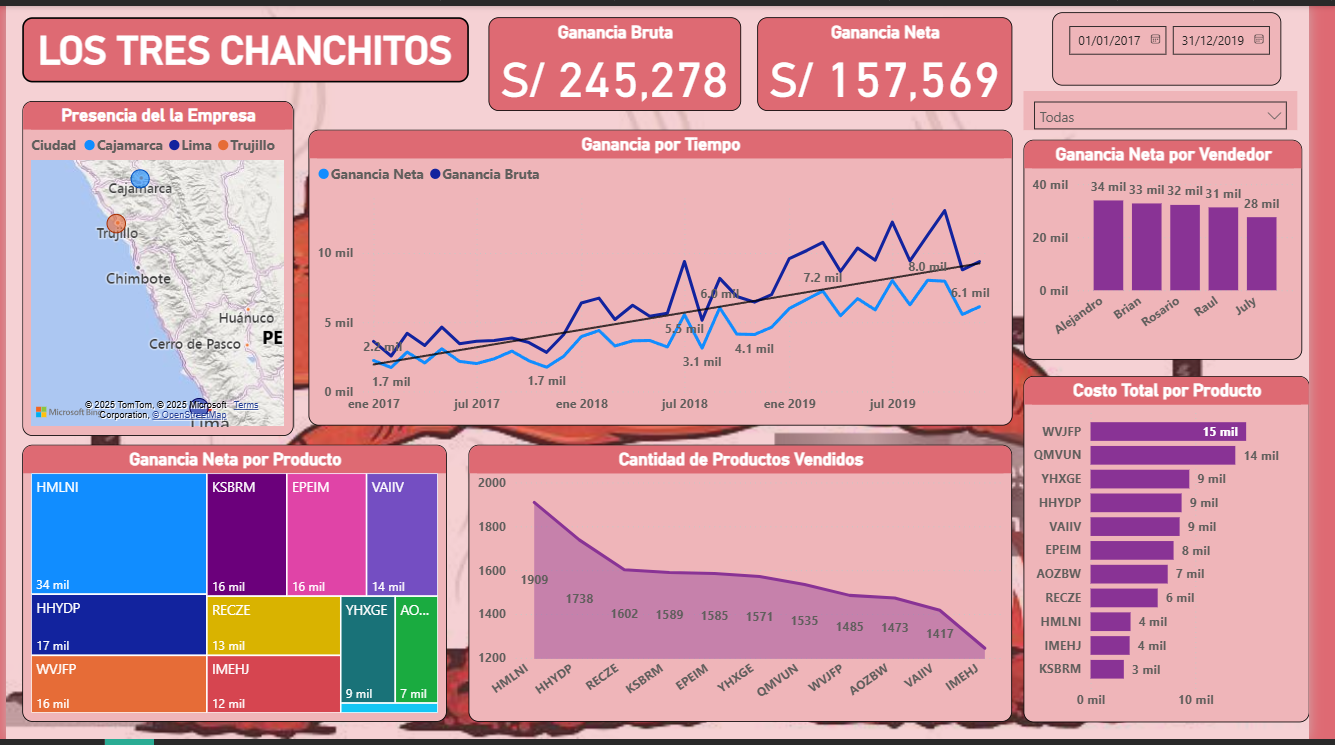 LOS TRES CHANCHITOS
Ganancia Bruta
S/ 245,278
Ganancia Neta
S/ 157,569
01/01/2017
31/12/2019
Todas
Presencia del la Empresa
Ciudad Cajamarca Lima Trujillo
Cajamarca
Trujillo
Chimbote
Huánuco
PE
Cerro de Pasco
Lima
Microsoft Bing
© 2025 TomTom, © 2025 Microsoft Terms
Corporation, © OpenStreetMap
Ganancia por Tiempo
Ganancia Neta Ganancia Bruta
10 mil
5 mil
0 mil
2.2 mil
1.7 mil
1.7 mil
5.5 mil
6.0 mil
3.1 mil
4.1 mil
7.2 mil
8.0 mil
6.1 mil
ene 2017 jul 2017 ene 2018 jul 2018 ene 2019 jul 2019
Ganancia Neta por Vendedor
40 mil
20 mil
0 mil
34 mil 33 mil 32 mil 31 mil 28 mil
Alejandro Brian Rosario Raul July
Ganancia Neta por Producto
HMLNI
34 mil
HHYDP
17 mil
WVJFP
16 mil
KSBRM
16 mil
EPEIM
16 mil
VAIIV
14 mil
RECZE
13 mil
IMEHJ
12 mil
YHXGE
9 mil
AO...
7 mil
Cantidad de Productos Vendidos
2000
1800
1600
1400
1200
1909 1738 1602 1589 1585 1571 1535 1485 1473 1417
HMLNI HHYDP RECZE KSBRM EPEIM YHXGE QMVUN WVJFP AOZBW VAIIV IMEHJ
Costo Total por Producto
WVJFP 15 mil
QMVUN 14 mil
YHXGE 9 mil
HHYDP 9 mil
VAIIV 9 mil
EPEIM 8 mil
AOZBW 7 mil
RECZE 6 mil
HMLNI 4 mil
IMEHJ 4 mil
KSBRM 3 mil
0 mil 10 mil